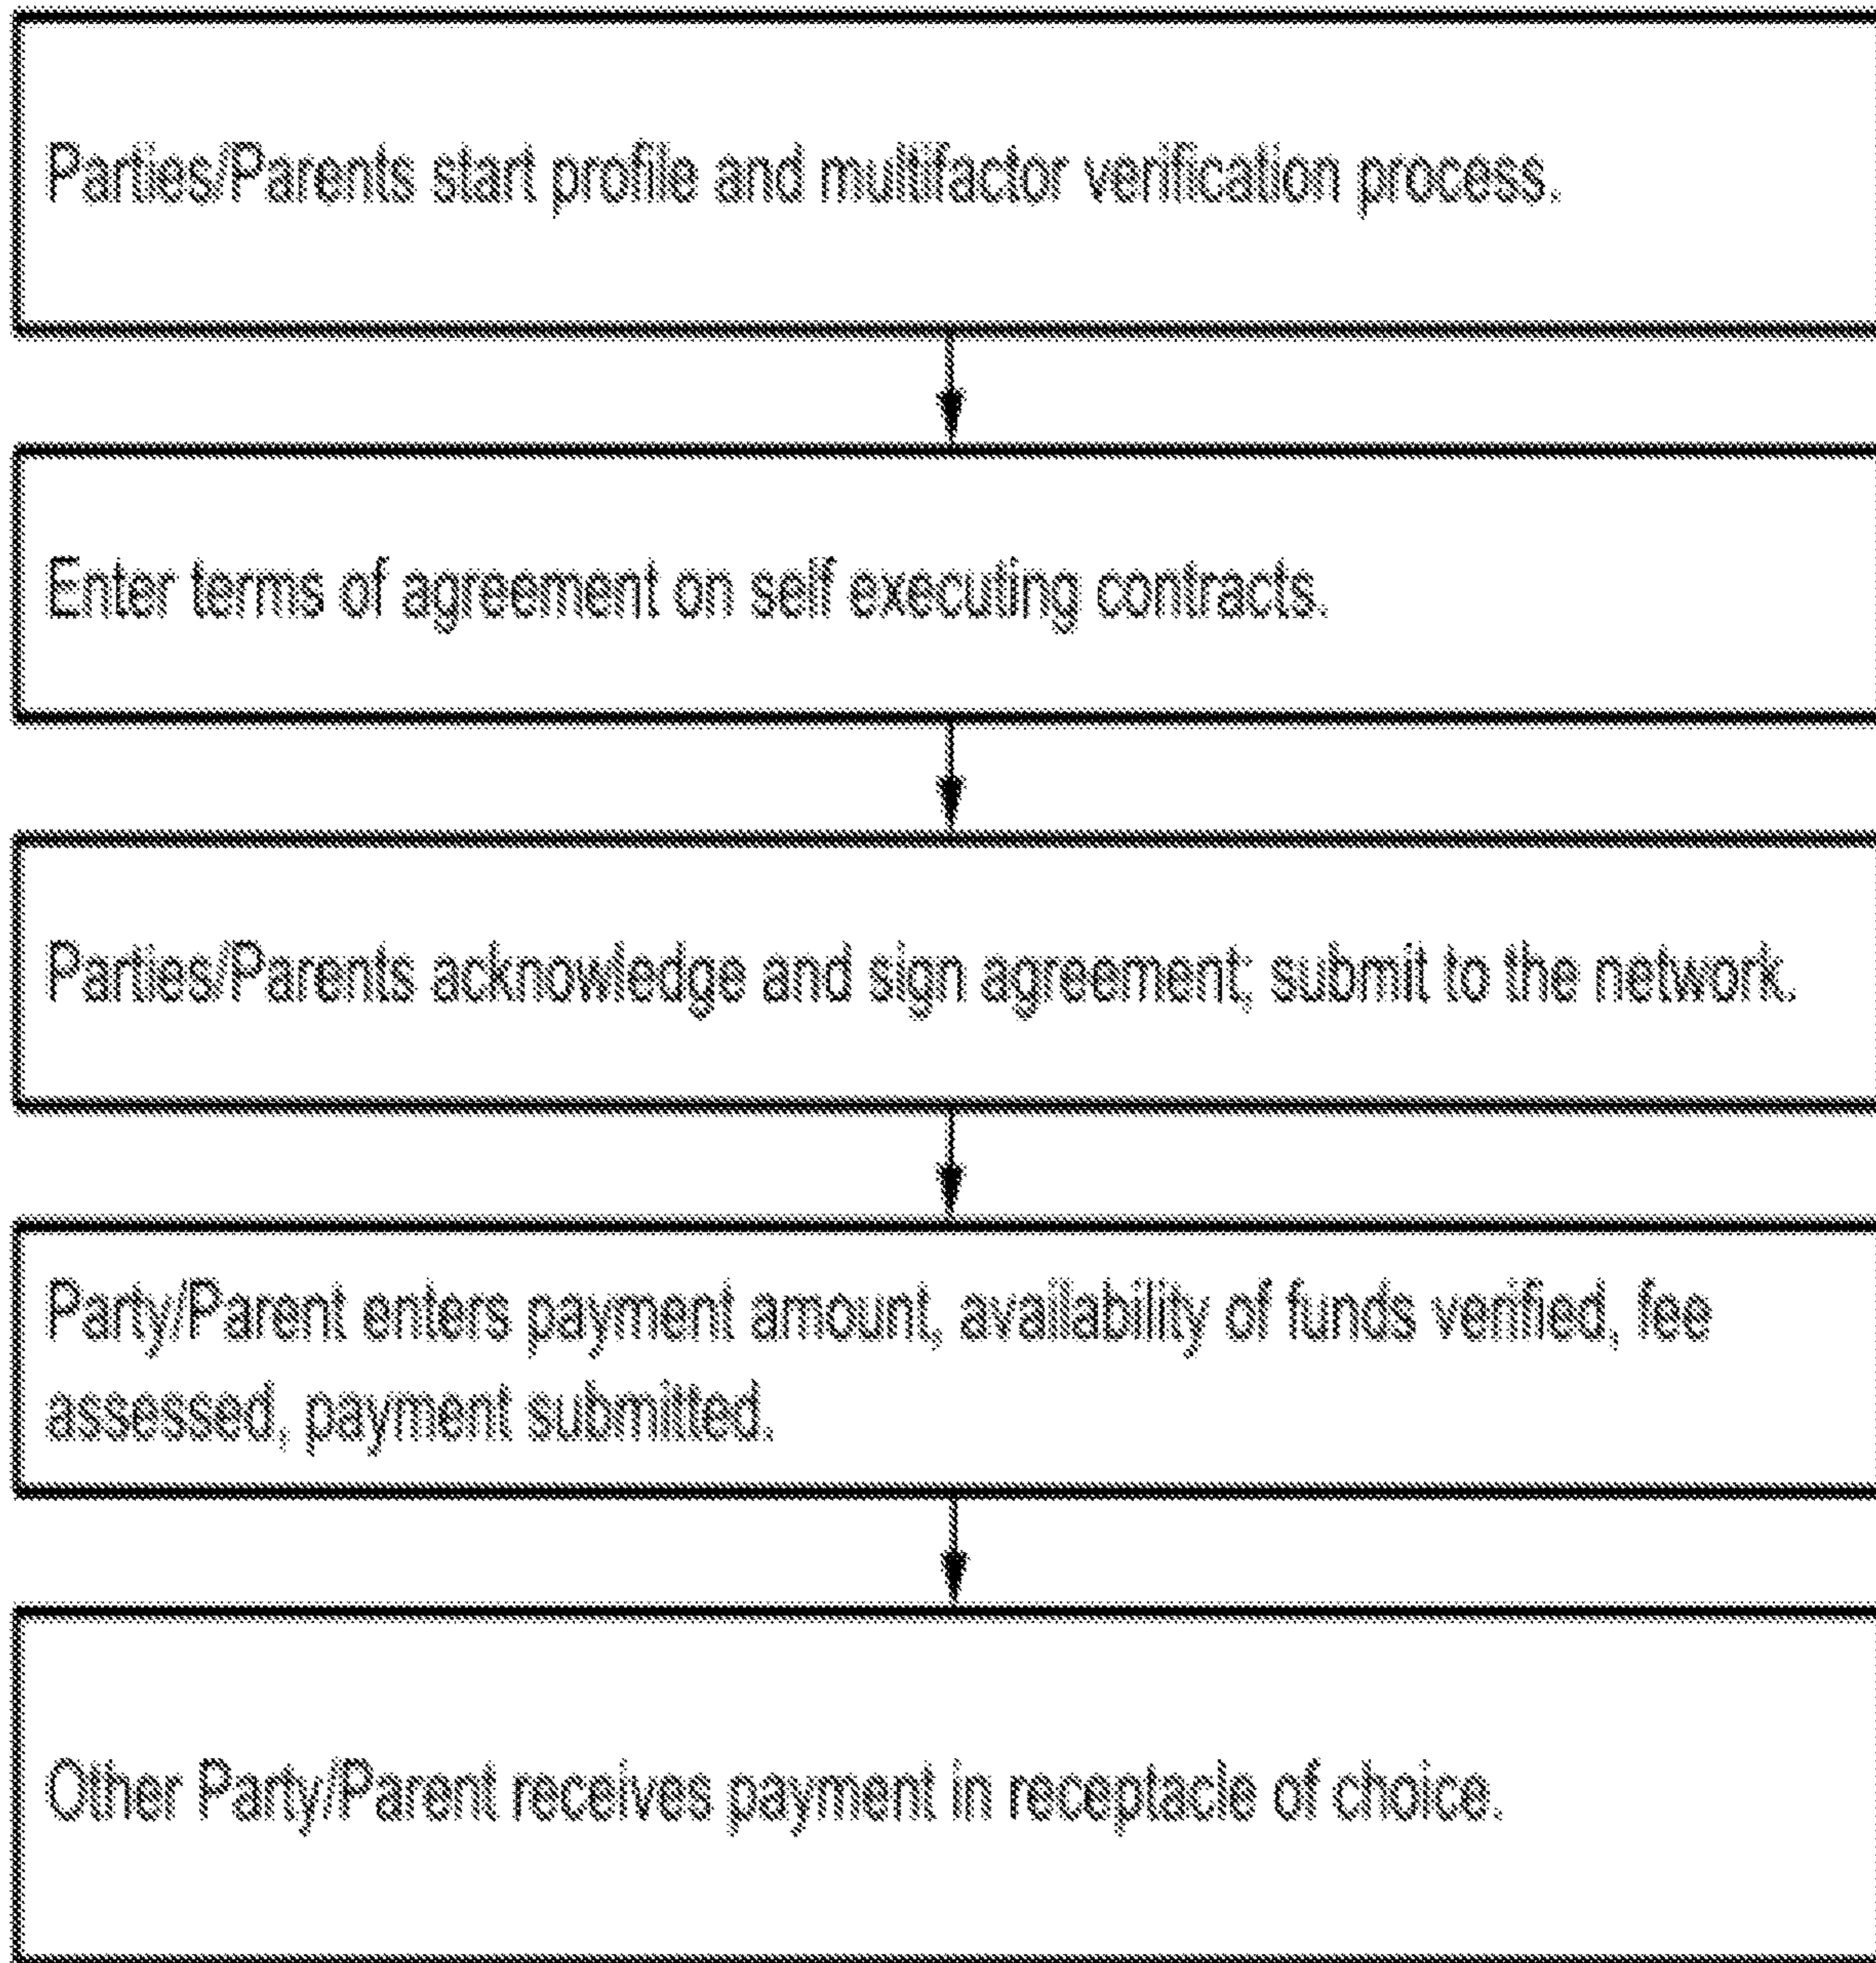 Parties/Parents start profile and multifactor verification process.
Enter terms of agreement on self executing contracts.
Parties/Parents acknowledge and sign agreement; submit to the network.
Party/Parent enters payment amount, availability of funds verified, fee
assessed, payment submitted.
Other Party/Parent receives payment in receptacle of choice.